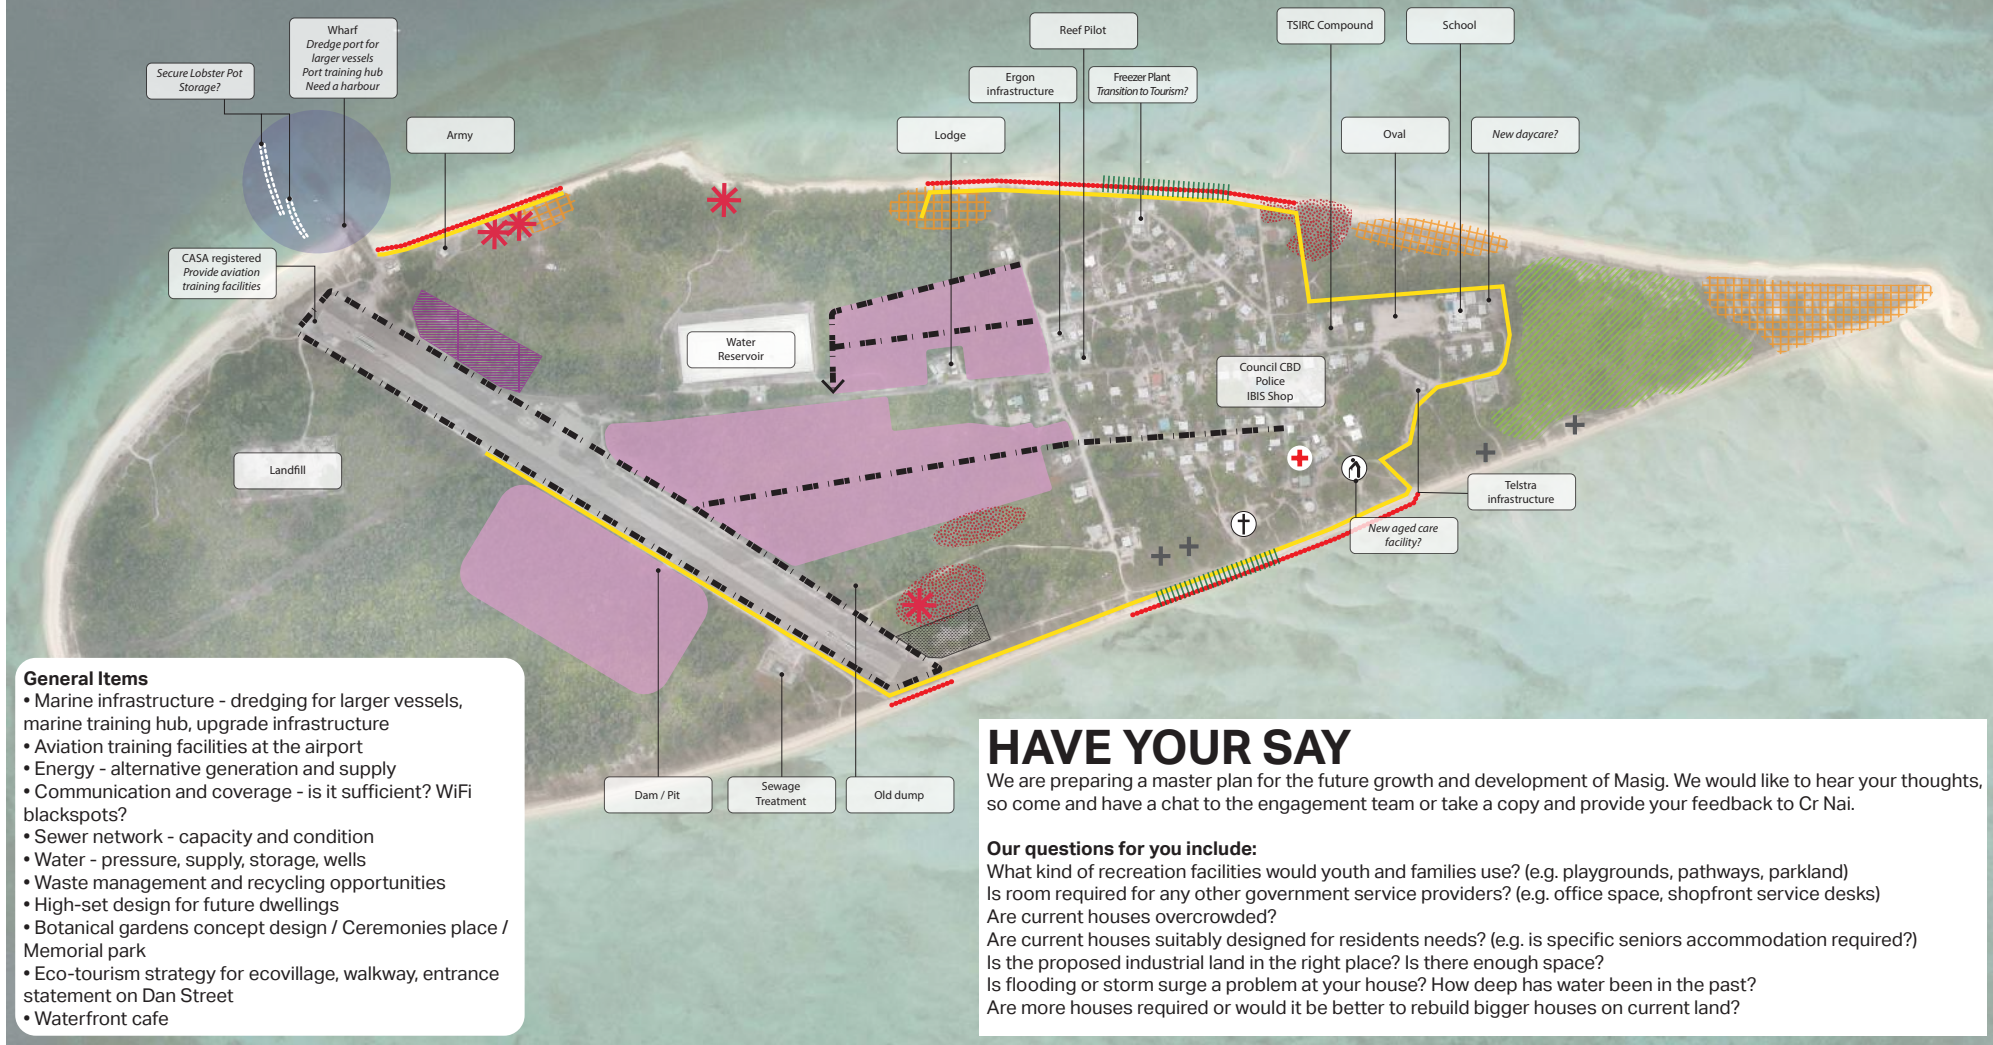 Wharf
Dredge port for
larger vessels
Port training hub
Need a harbour
Secure Lobster Pot
Storage?
Army
Reef Pilot
Ergon
infrastructure
Freezer Plant
Transition to Tourism?
Lodge
TSIRC Compound
School
Oval
New daycare?
CASA registered
Provide aviation
training facilities
Water
Reservoir
Council CBD
Police
IBIS Shop
Landfill
Telstra
infrastructure
New aged care
facility?
Dam / Pit
Sewage
Treatment
Old dump
General Items
• Marine infrastructure - dredging for larger vessels,
marine training hub, upgrade infrastructure
• Aviation training facilities at the airport
• Energy - alternative generation and supply
• Communication and coverage - is it sufficient? WiFi
blackspots?
• Sewer network - capacity and condition
• Water - pressure, supply, storage, wells
• Waste management and recycling opportunities
• High-set design for future dwellings
• Botanical gardens concept design / Ceremonies place /
Memorial park
• Eco-tourism strategy for ecovillage, walkway, entrance
statement on Dan Street
• Waterfront cafe
HAVE YOUR SAY
We are preparing a master plan for the future growth and development of Masig. We would like to hear your thoughts,
so come and have a chat to the engagement team or take a copy and provide your feedback to Cr Nai.
Our questions for you include:
What kind of recreation facilities would youth and families use? (e.g. playgrounds, pathways, parkland)
Is room required for any other government service providers? (e.g. office space, shopfront service desks)
Are current houses overcrowded?
Are current houses suitably designed for residents needs? (e.g. is specific seniors accommodation required?)
Is the proposed industrial land in the right place? Is there enough space?
Is flooding or storm surge a problem at your house? How deep has water been in the past?
Are more houses required or would it be better to rebuild bigger houses on current land?